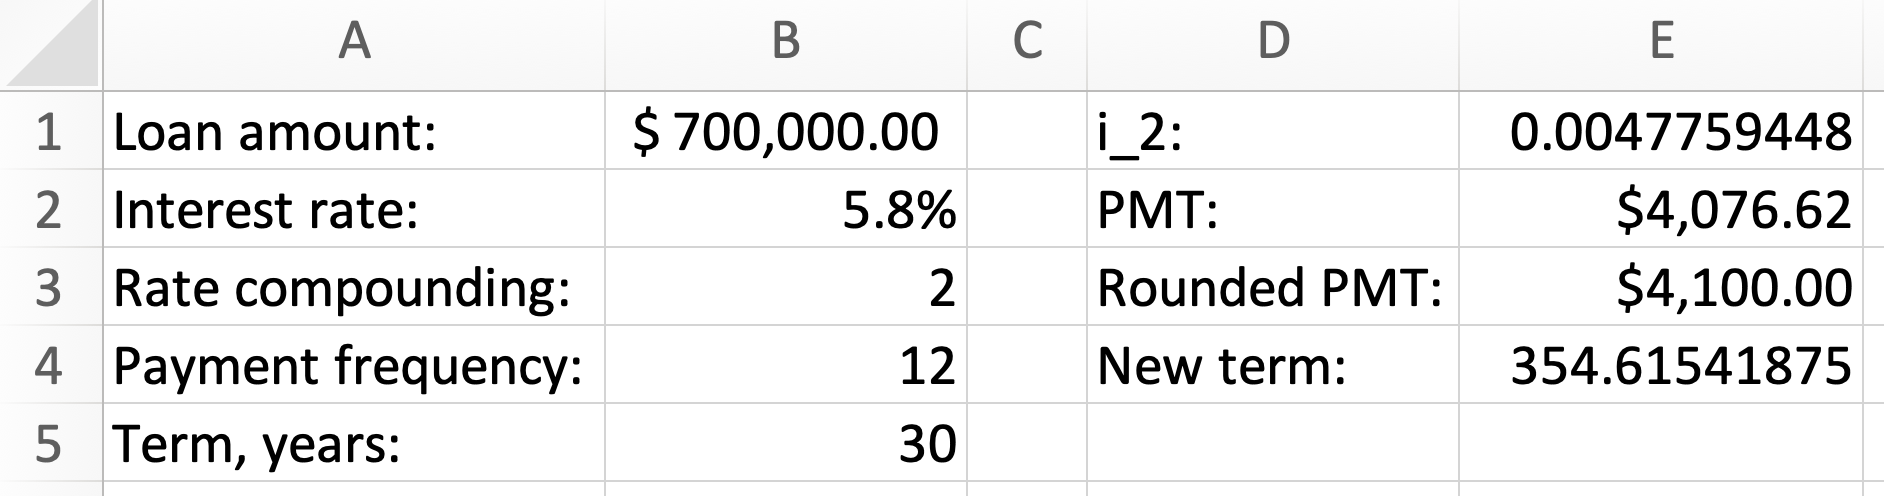 A B C D E
1 Loan amount: $ 700,000.00 i_2: 0.0047759448
2 Interest rate: 5.8% PMT: $4,076.62
3 Rate compounding: 2 Rounded PMT: $4,100.00
4 Payment frequency: 12 New term: 354.61541875
5 Term, years: 30